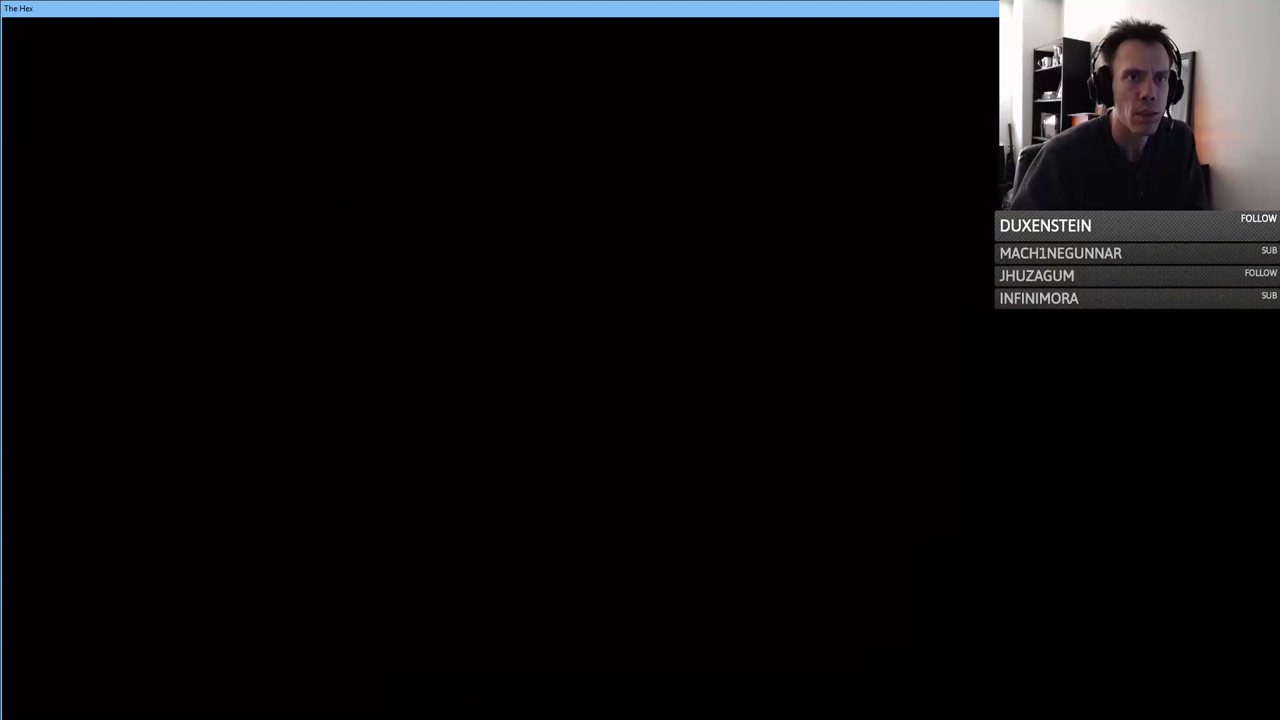 The Hex
DUXENSTEIN FOLLOW
MACH1NEGUNNAR SUB
JHUZAGUM FOLLOW
INFINIMORA SUB